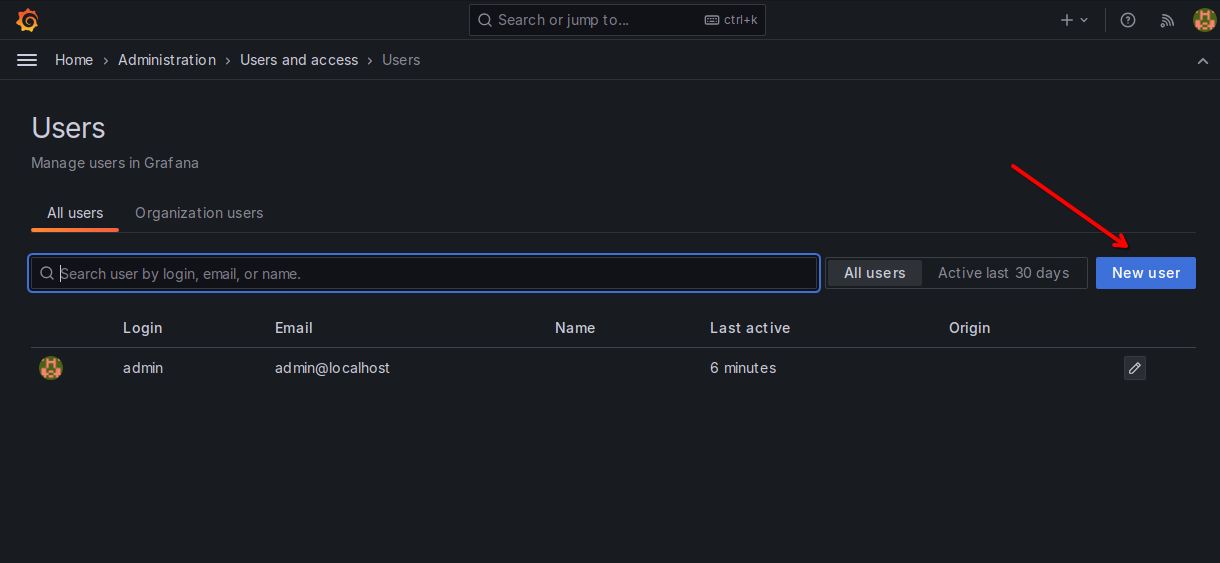 Search or jump to... ctrl+k
Home › Administration › Users and access › Users
Users
Manage users in Grafana
All users Organization users
Search user by login, email, or name. All users Active last 30 days New user
Login Email Name Last active Origin
admin admin@localhost 6 minutes